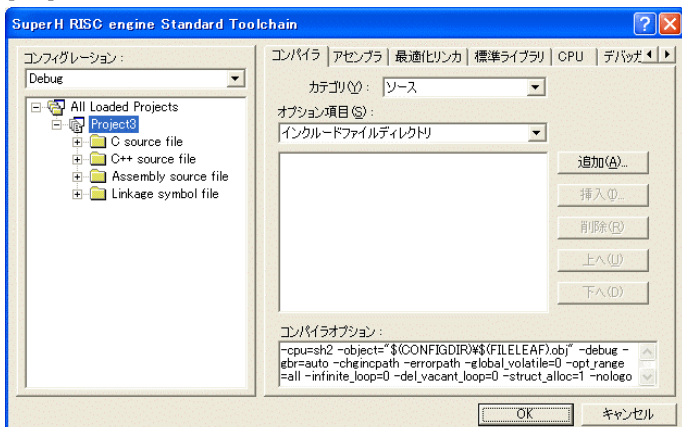 SuperH RISC engine Standard Toolchain
コンフィグレーション :
Debug
All Loaded Projects
Project3
C source file
C++ source file
Assembly source file
Linkage symbol file
コンパイラ アセンブラ 最適化リンカ 標準ライブラリ CPU デバッガ
カテゴリ(Y) : ソース
オプション項目(S) :
インクルードファイルディレクトリ
追加(A)...
挿入(I)...
削除(R)
上へ(U)
下へ(D)
コンパイラオプション :
-cpu=sh2 -object="$(CONFIGDIR)¥$(FILELEAF).obj" -debug -
gbr=auto -chgincpath -errorpath -global_volatile=0 -opt_range
=all -infinite_loop=0 -del_vacant_loop=0 -struct_alloc=1 -nologo
OK
キャンセル